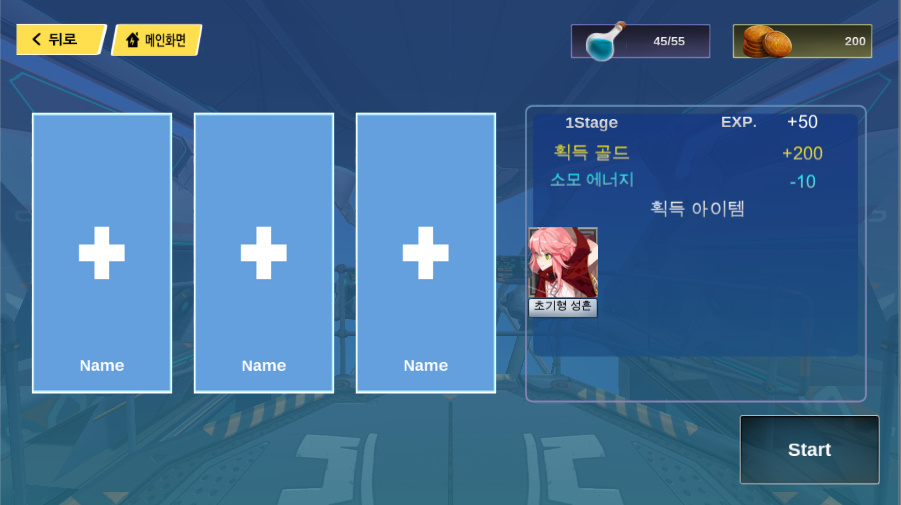 뒤로
메인화면
45/55
200
1Stage EXP. +50
획득 골드 +200
소모 에너지 -10
획득 아이템
초기형 성흔
Name
Name
Name
Start